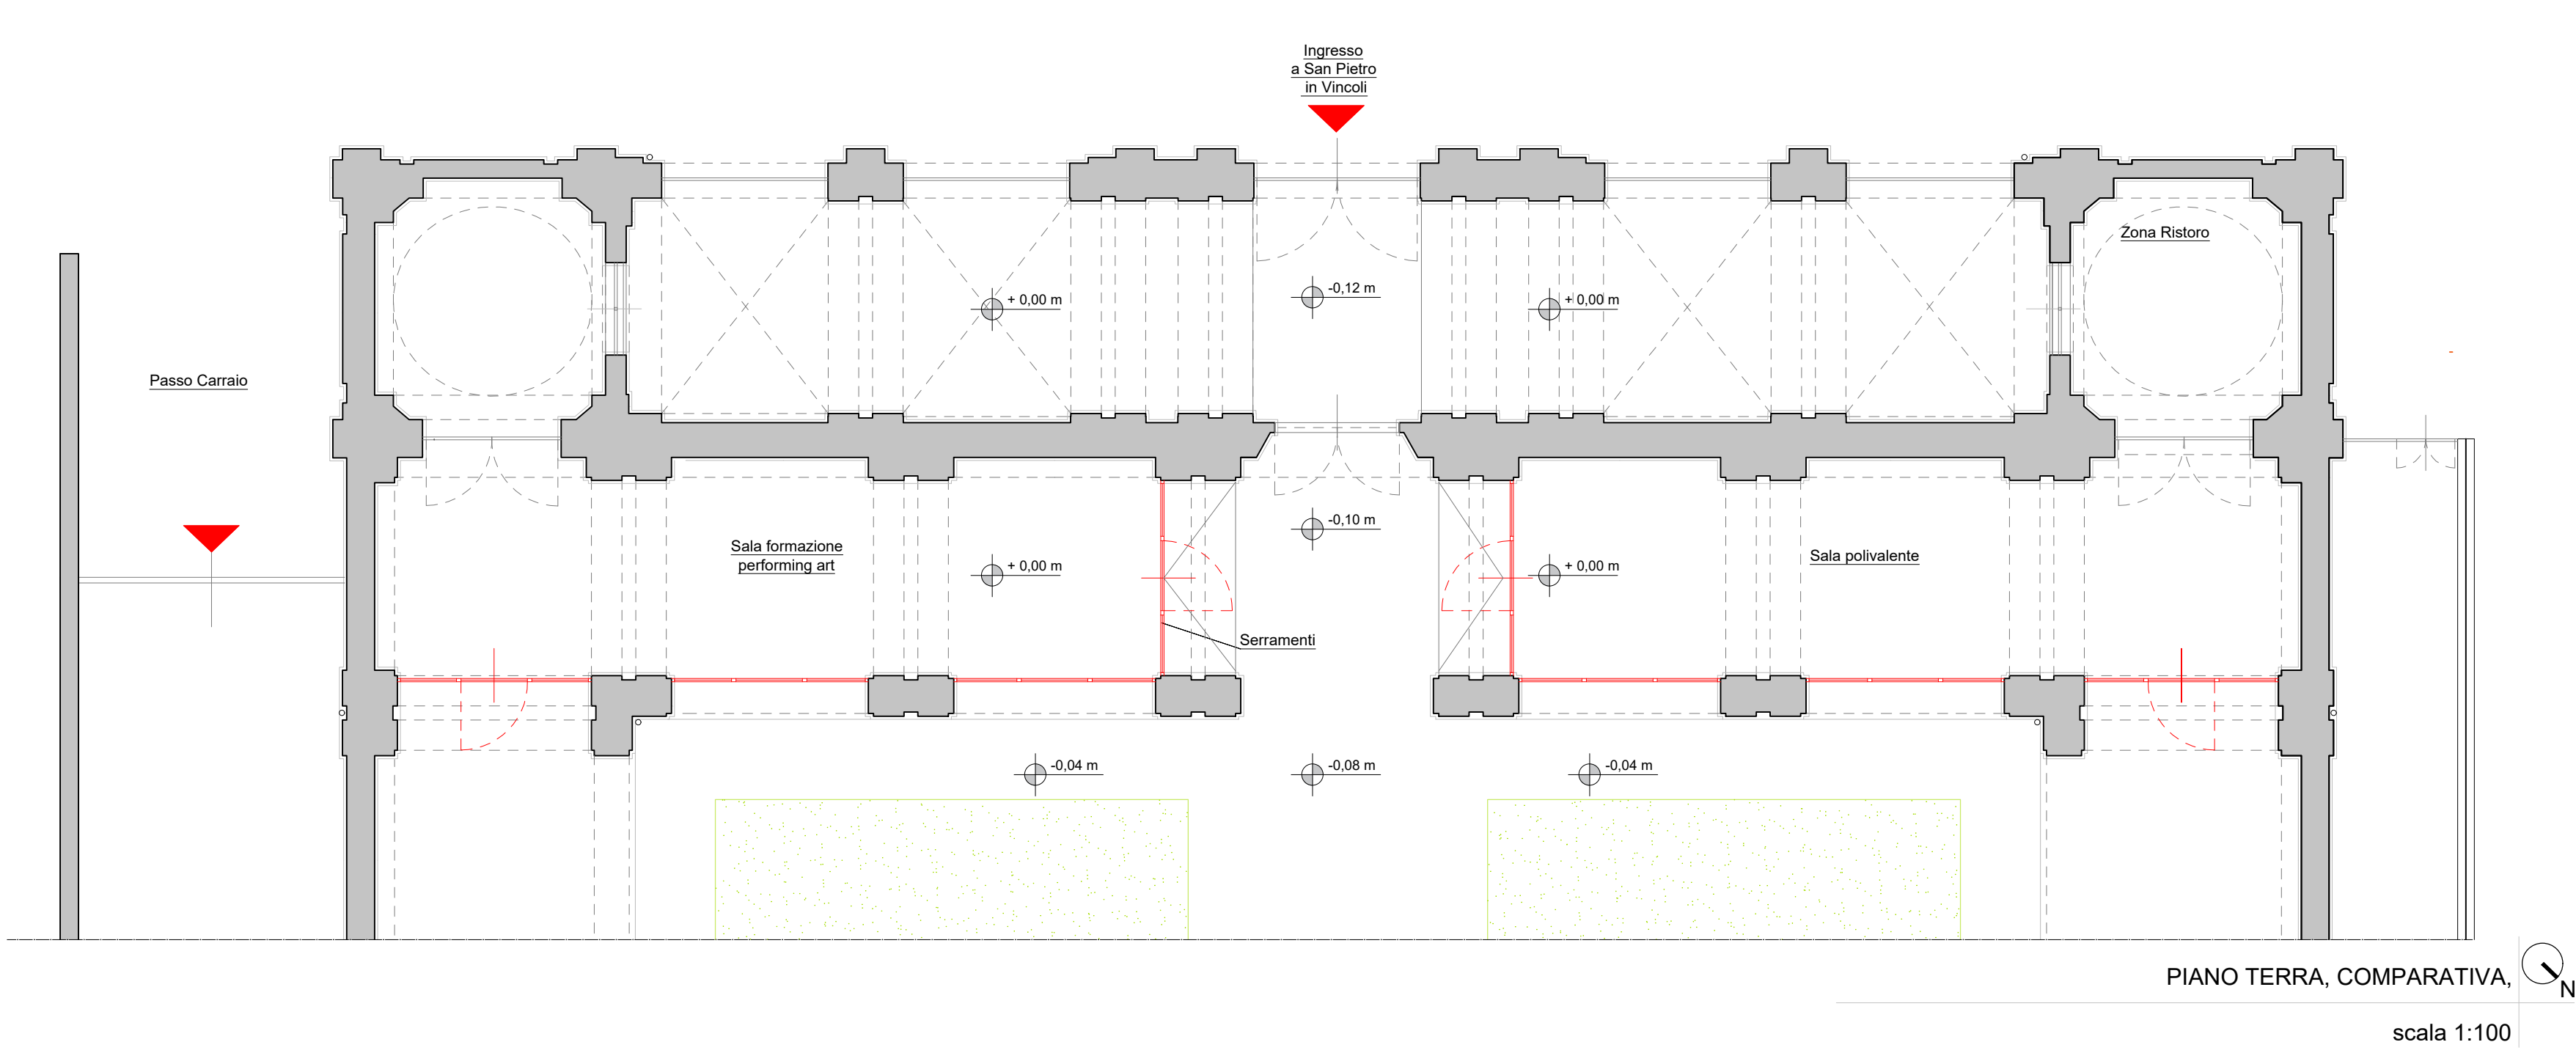 Ingresso
a San Pietro
in Vincoli
Zona Ristoro
-0,12 m
+ 0,00 m
+ 0,00 m
Passo Carraio
-0,10 m
Sala formazione
performing art
Sala polivalente
+ 0,00 m
+ 0,00 m
Serramenti
-0,04 m
-0,08 m
-0,04 m
PIANO TERRA, COMPARATIVA,
N
scala 1:100